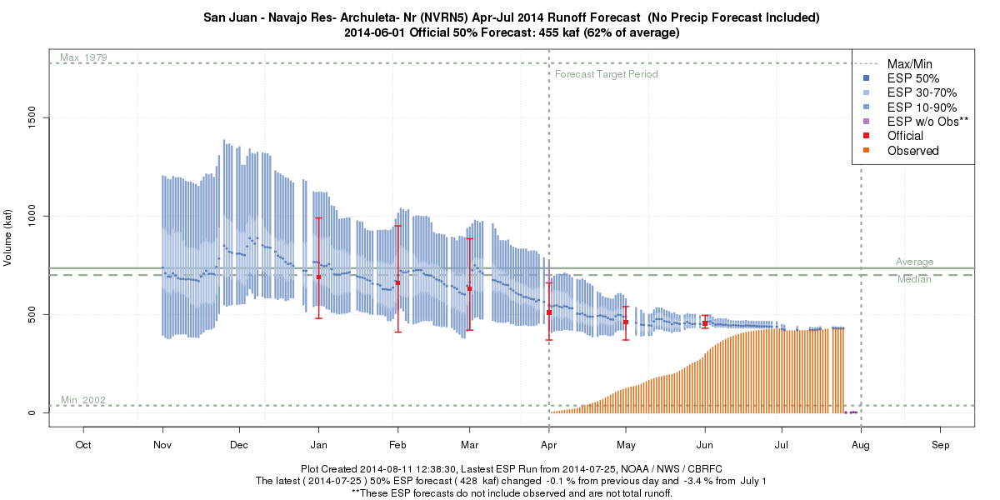 San Juan - Navajo Res- Archuleta- Nr (NVRN5) Apr-Jul 2014 Runoff Forecast (No Precip Forecast Included)
2014-06-01 Official 50% Forecast: 455 kaf (62% of average)
Max 1979
Forecast Target Period
Max/Min
ESP 50%
ESP 30-70%
ESP 10-90%
ESP w/o Obs**
Official
Observed
Volume (kaf)
1500
1000
500
0
Average
Median
Min 2002
Oct Nov Dec Jan Feb Mar Apr May Jun Jul Aug Sep
Plot Created 2014-08-11 12:38:30, Lastest ESP Run from 2014-07-25, NOAA / NWS / CBRFC
The latest ( 2014-07-25 ) 50% ESP forecast ( 428 kaf) changed -0.1 % from previous day and -3.4 % from July 1
**These ESP forecasts do not include observed and are not total runoff.